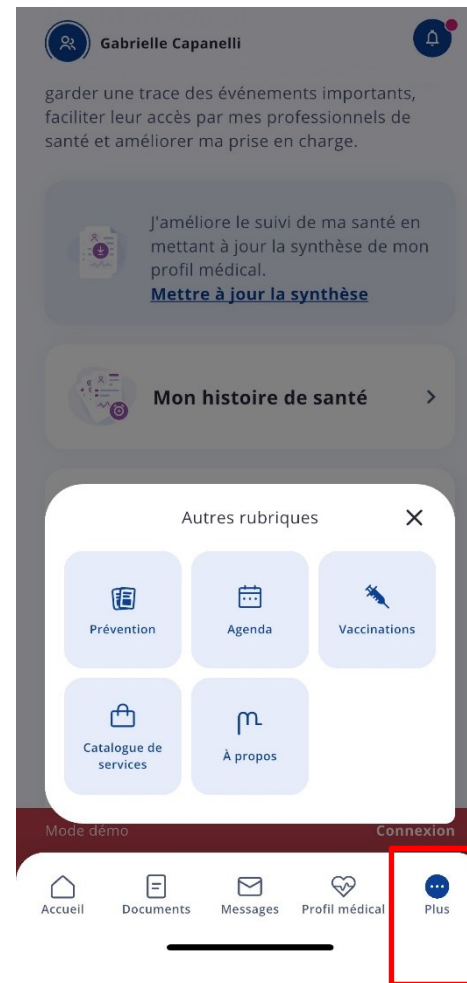 Gabrielle Capanelli
garder une trace des événements importants,
faciliter leur accès par mes professionnels de
santé et améliorer ma prise en charge.
J'améliore le suivi de ma santé en
mettant à jour la synthèse de mon
profil médical.
Mettre à jour la synthèse
Mon histoire de santé
Autres rubriques
Prévention
Agenda
Vaccinations
Catalogue de
services
À propos
Mode démo
Connexion
Accueil
Documents
Messages
Profil médical
Plus